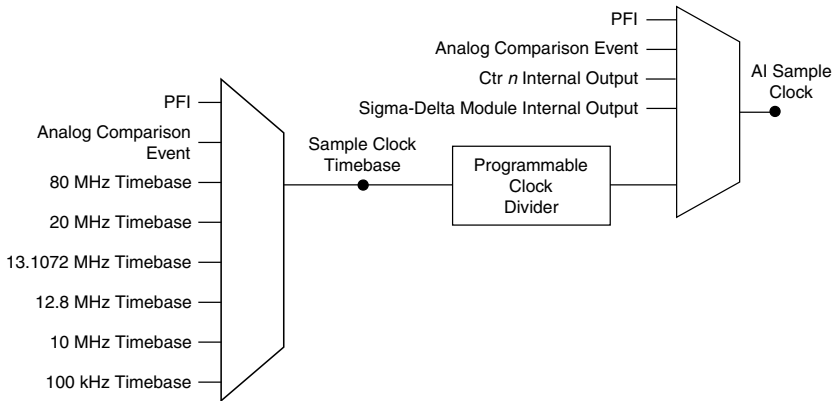 PFI
Analog Comparison Event
Ctr n Internal Output
Sigma-Delta Module Internal Output
AI Sample
Clock
PFI
Analog Comparison
Event
80 MHz Timebase
20 MHz Timebase
13.1072 MHz Timebase
12.8 MHz Timebase
10 MHz Timebase
100 kHz Timebase
Sample Clock
Timebase
Programmable
Clock
Divider